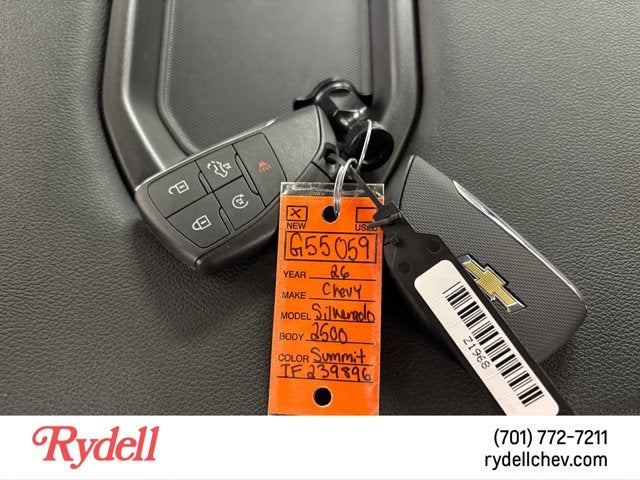 X
NEW USED
G55059
YEAR 26
MAKE Chevy
MODEL Silverado
BODY 2500
COLOR Summit
TF239896
21968
Rydell
(701) 772-7211
rydellchev.com